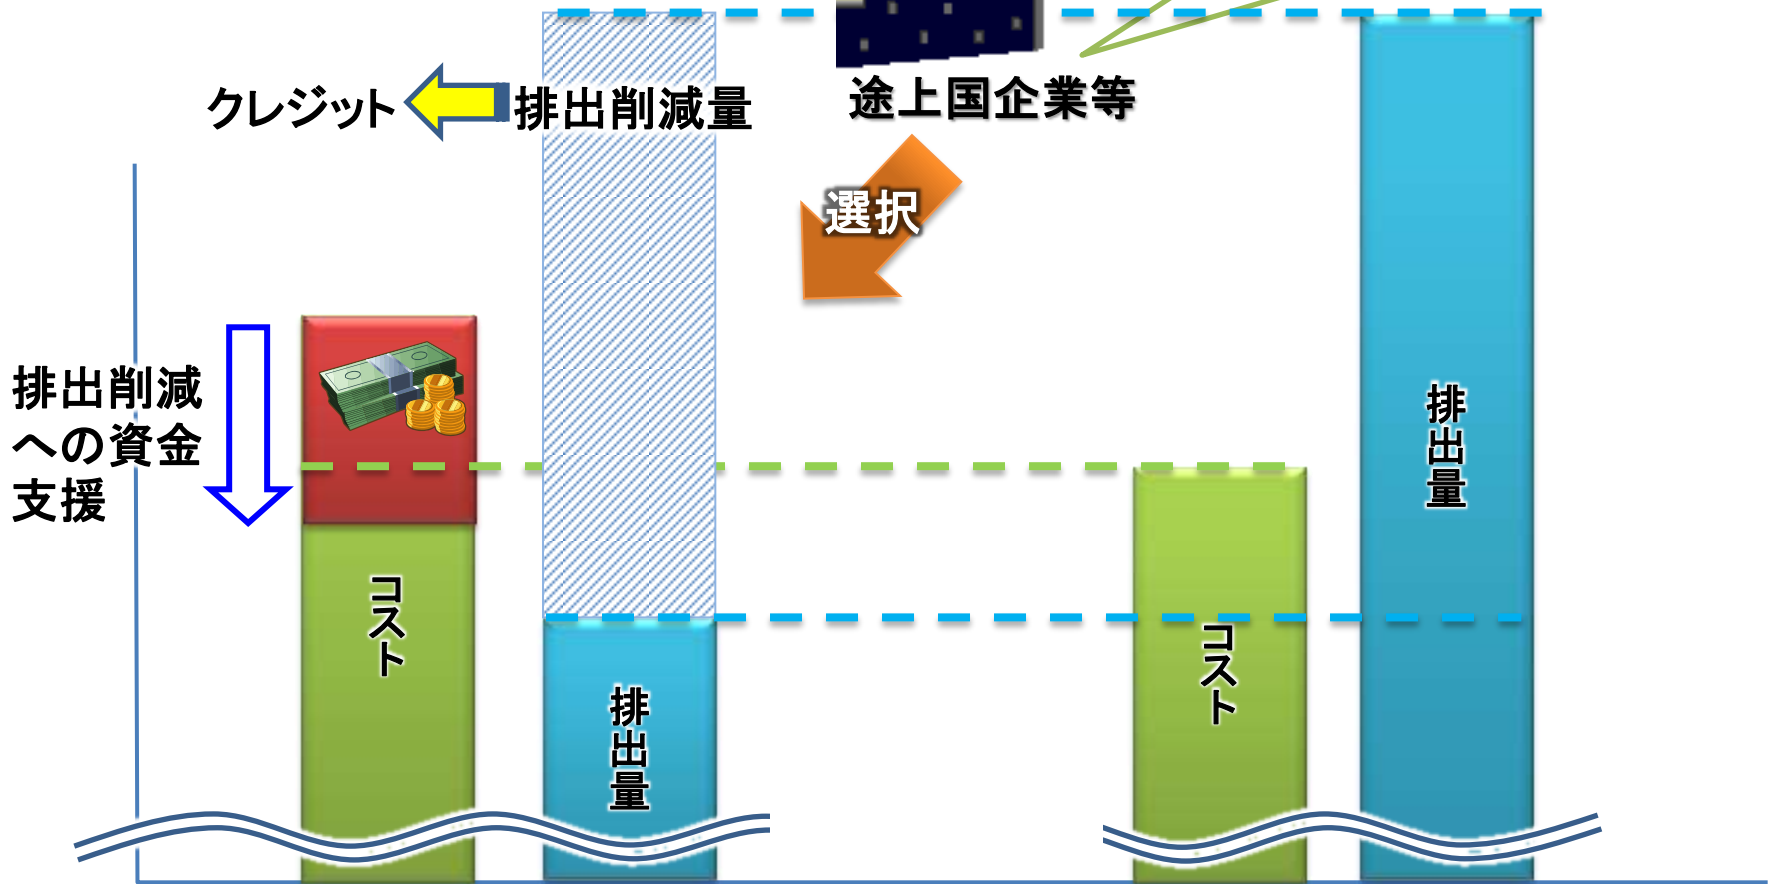 クレジット
排出削減量
途上国企業等
選択
排出削減
への資金
支援
コスト
排出量
コスト
排出量